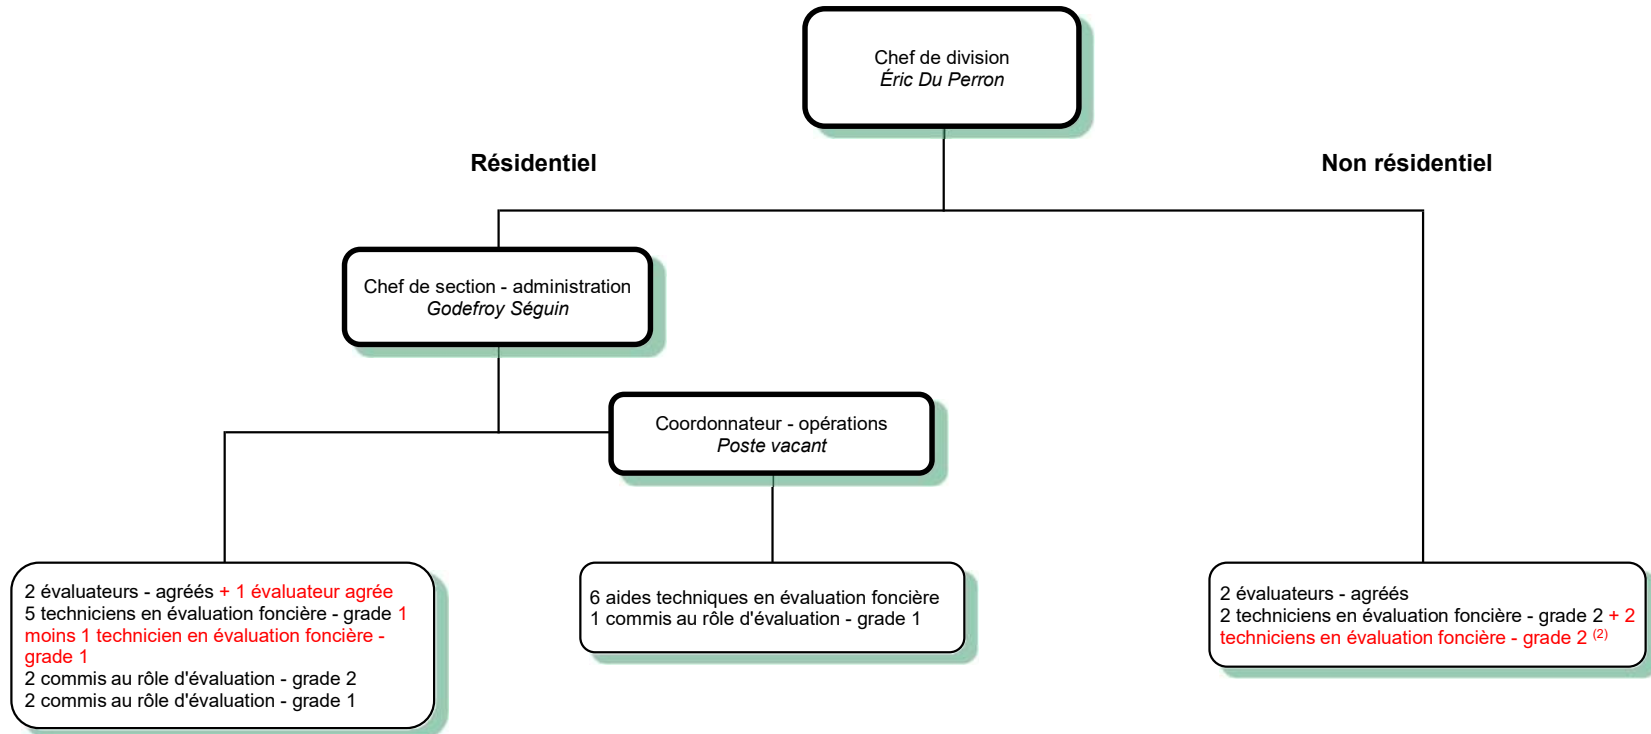 Chef de division
Éric Du Perron
Résidentiel
Non résidentiel
Chef de section - administration
Godefroy Séguin
Coordonnateur - opérations
Poste vacant
2 évaluateurs - agréés + 1 évaluateur agrée
5 techniciens en évaluation foncière - grade 1
moins 1 technicien en évaluation foncière -
grade 1
2 commis au rôle d'évaluation - grade 2
2 commis au rôle d'évaluation - grade 1
6 aides techniques en évaluation foncière
1 commis au rôle d'évaluation - grade 1
2 évaluateurs - agréés
2 techniciens en évaluation foncière - grade 2 + 2
techniciens en évaluation foncière - grade 2 (2)